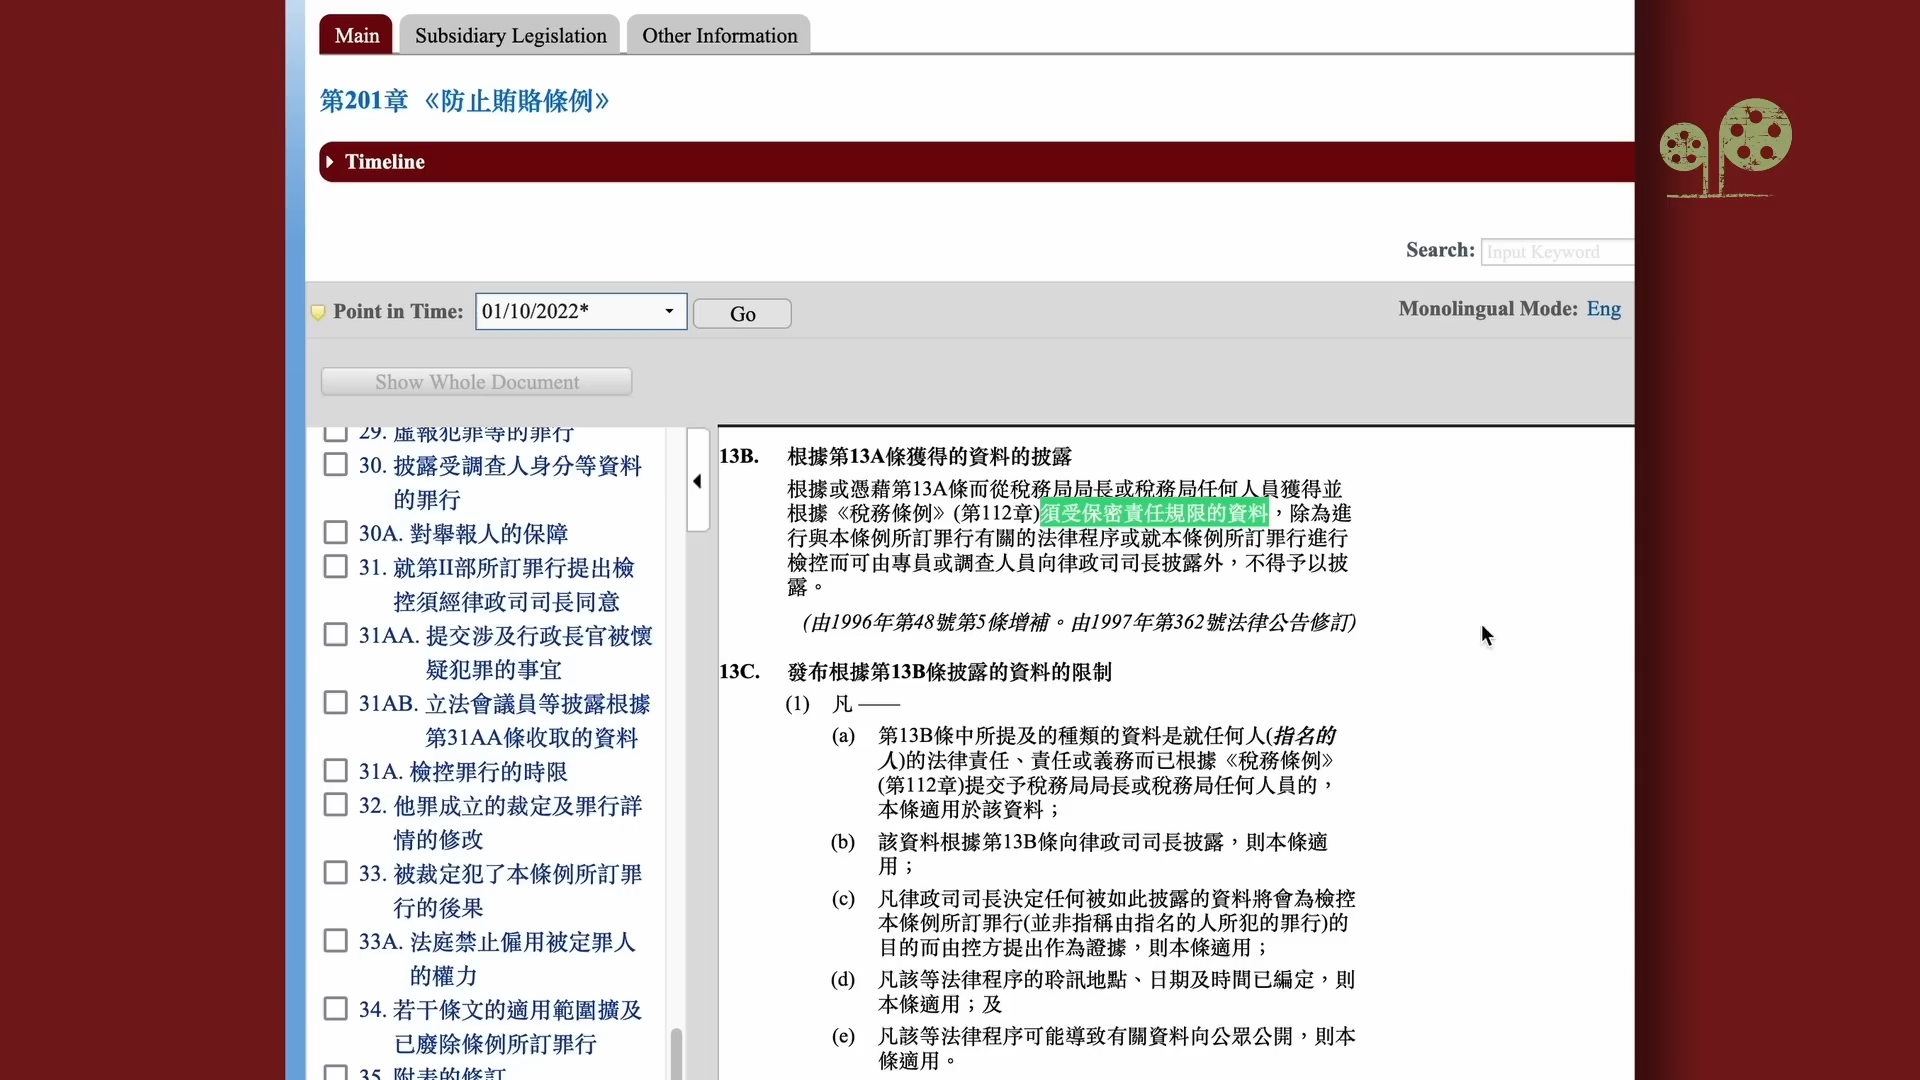 Main
Subsidiary Legislation
Other Information
第201章 《防止賄賂條例》
Timeline
Search: Input Keyword
Point in Time: 01/10/2022*
Go
Monolingual Mode: Eng
Show Whole Document
29. 虛報犯罪等的罪行
30. 披露受調查人身分等資料
的罪行
30A. 對舉報人的保障
31. 就第II部所訂罪行提出檢
控須經律政司司長同意
31AA. 提交涉及行政長官被懷
疑犯罪的事宜
31AB. 立法會議員等披露根據
第31AA條收取的資料
31A. 檢控罪行的時限
32. 他罪成立的裁定及罪行詳
情的修改
33. 被裁定犯了本條例所訂罪
行的後果
33A. 法庭禁止僱用被定罪人
的權力
34. 若干條文的適用範圍擴及
已廢除條例所訂罪行
35. 附表的修訂
13B. 根據第13A條獲得的資料的披露
根據或憑藉第13A條而從稅務局局長或稅務局任何人員獲得並
根據《稅務條例》(第112章)須受保密責任規限的資料，除為進
行與本條例所訂罪行有關的法律程序或就本條例所訂罪行進行
檢控而可由專員或調查人員向律政司司長披露外，不得予以披
露。
(由1996年第48號第5條增補。由1997年第362號法律公告修訂)
13C. 發布根據第13B條披露的資料的限制
(1) 凡 ——
(a) 第13B條中所提及的種類的資料是就任何人(指名的
人)的法律責任、責任或義務而已根據《稅務條例》
(第112章)提交予稅務局局長或稅務局任何人員的，
本條適用於該資料；
(b) 該資料根據第13B條向律政司司長披露，則本條適
用；
(c) 凡律政司司長決定任何被如此披露的資料將會為檢控
本條例所訂罪行(並非指稱由指名的人所犯的罪行)的
目的而由控方提出作為證據，則本條適用；
(d) 凡該等法律程序的聆訊地點、日期及時間已編定，則
本條適用；及
(e) 凡該等法律程序可能導致有關資料向公眾公開，則本
條適用。